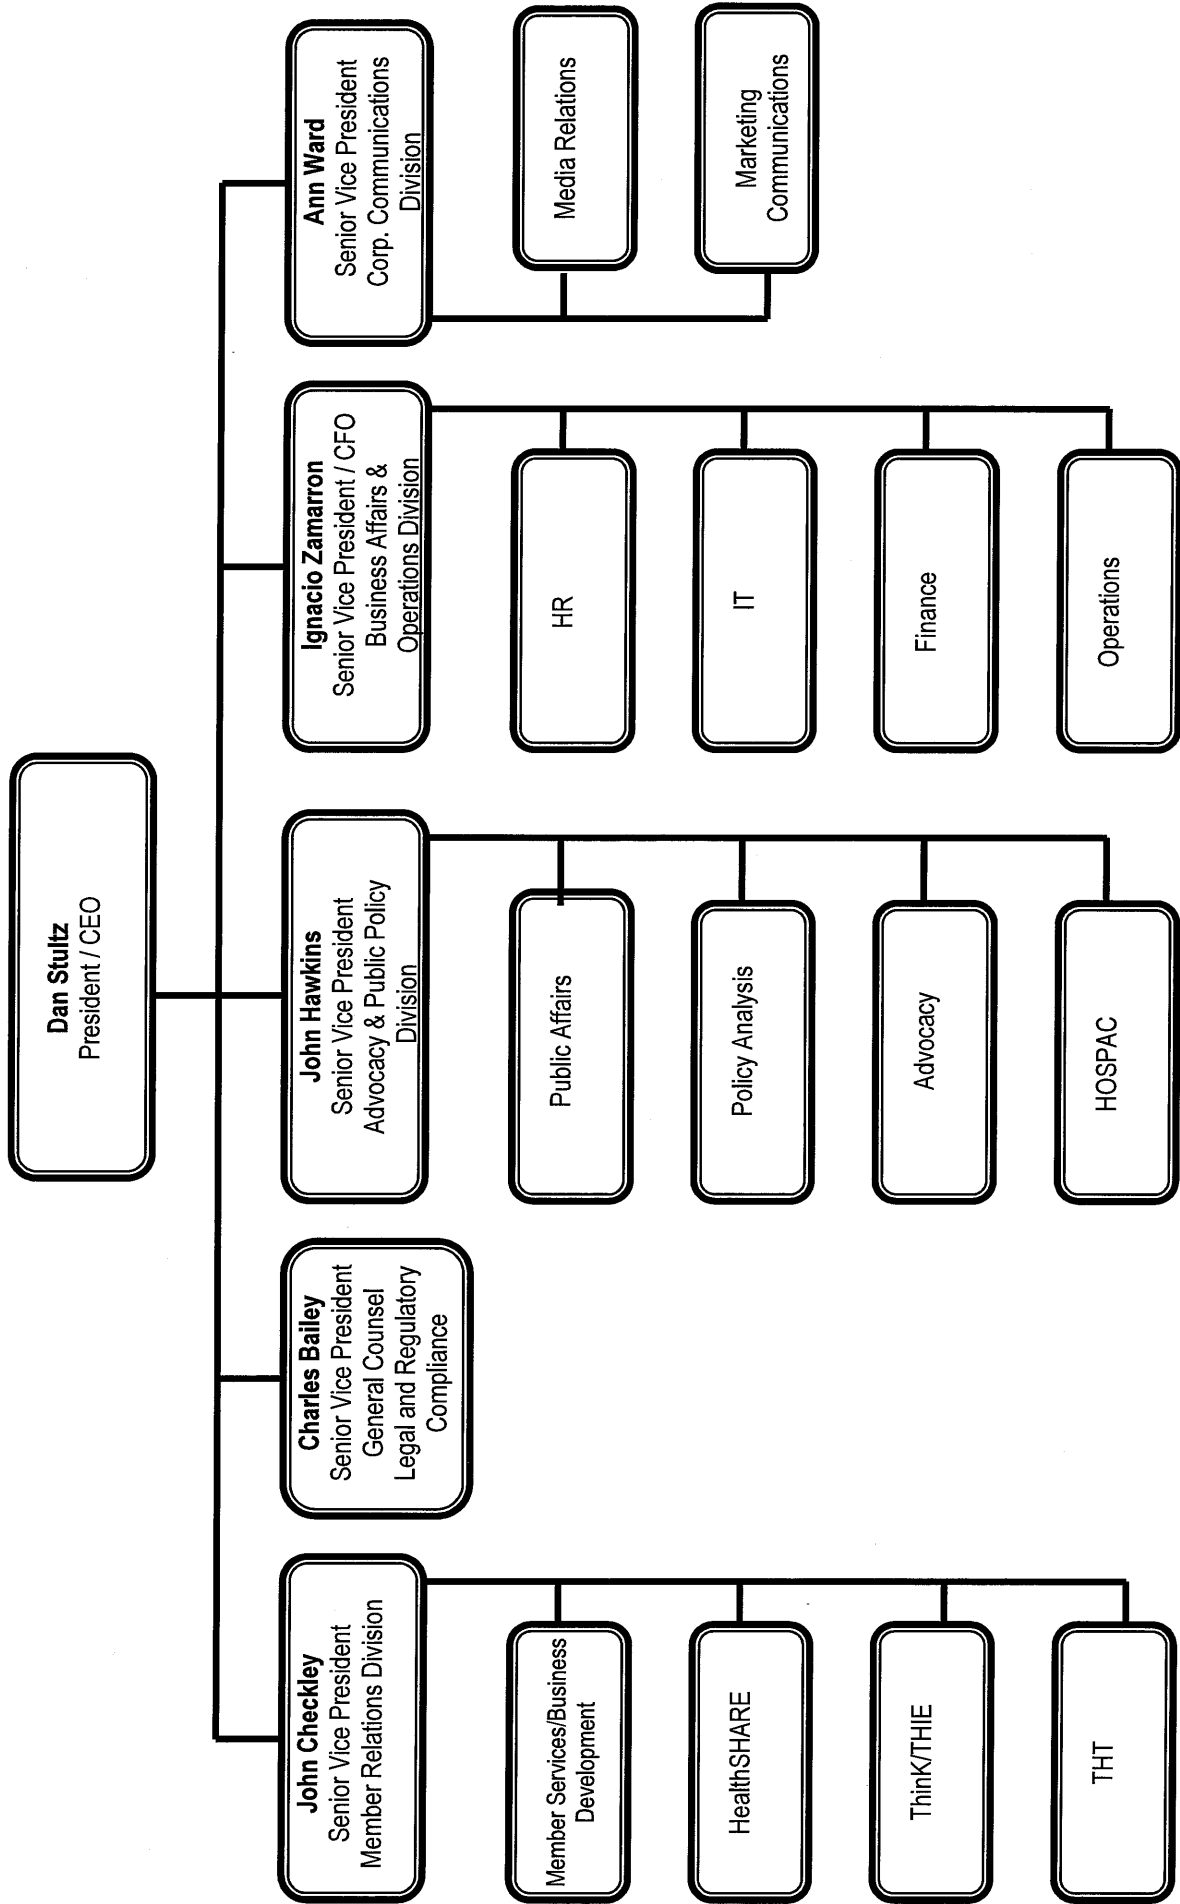 Dan Stultz
President / CEO
John Checkley
Senior Vice President
Member Relations Division
Member Services/Business
Development
HealthSHARE
ThinK/THIE
THT
Charles Bailey
Senior Vice President
General Counsel
Legal and Regulatory
Compliance
John Hawkins
Senior Vice President
Advocacy & Public Policy
Division
Public Affairs
Policy Analysis
Advocacy
HOSPAC
Ignacio Zamarron
Senior Vice President / CFO
Business Affairs &
Operations Division
HR
IT
Finance
Operations
Ann Ward
Senior Vice President
Corp. Communications
Division
Media Relations
Marketing
Communications